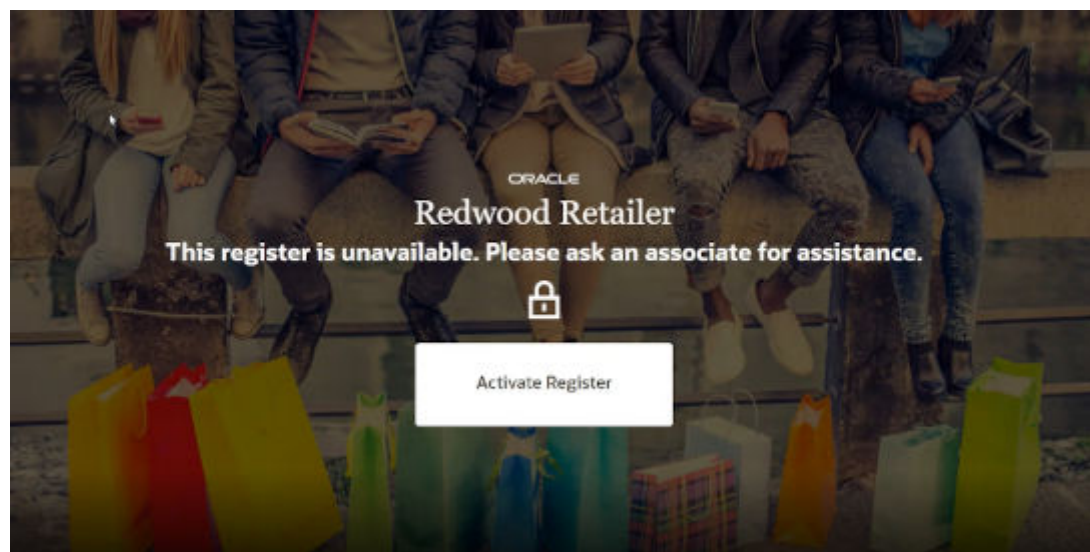 ORACLE
Redwood Retailer
This register is unavailable. Please ask an associate for assistance.
Activate Register